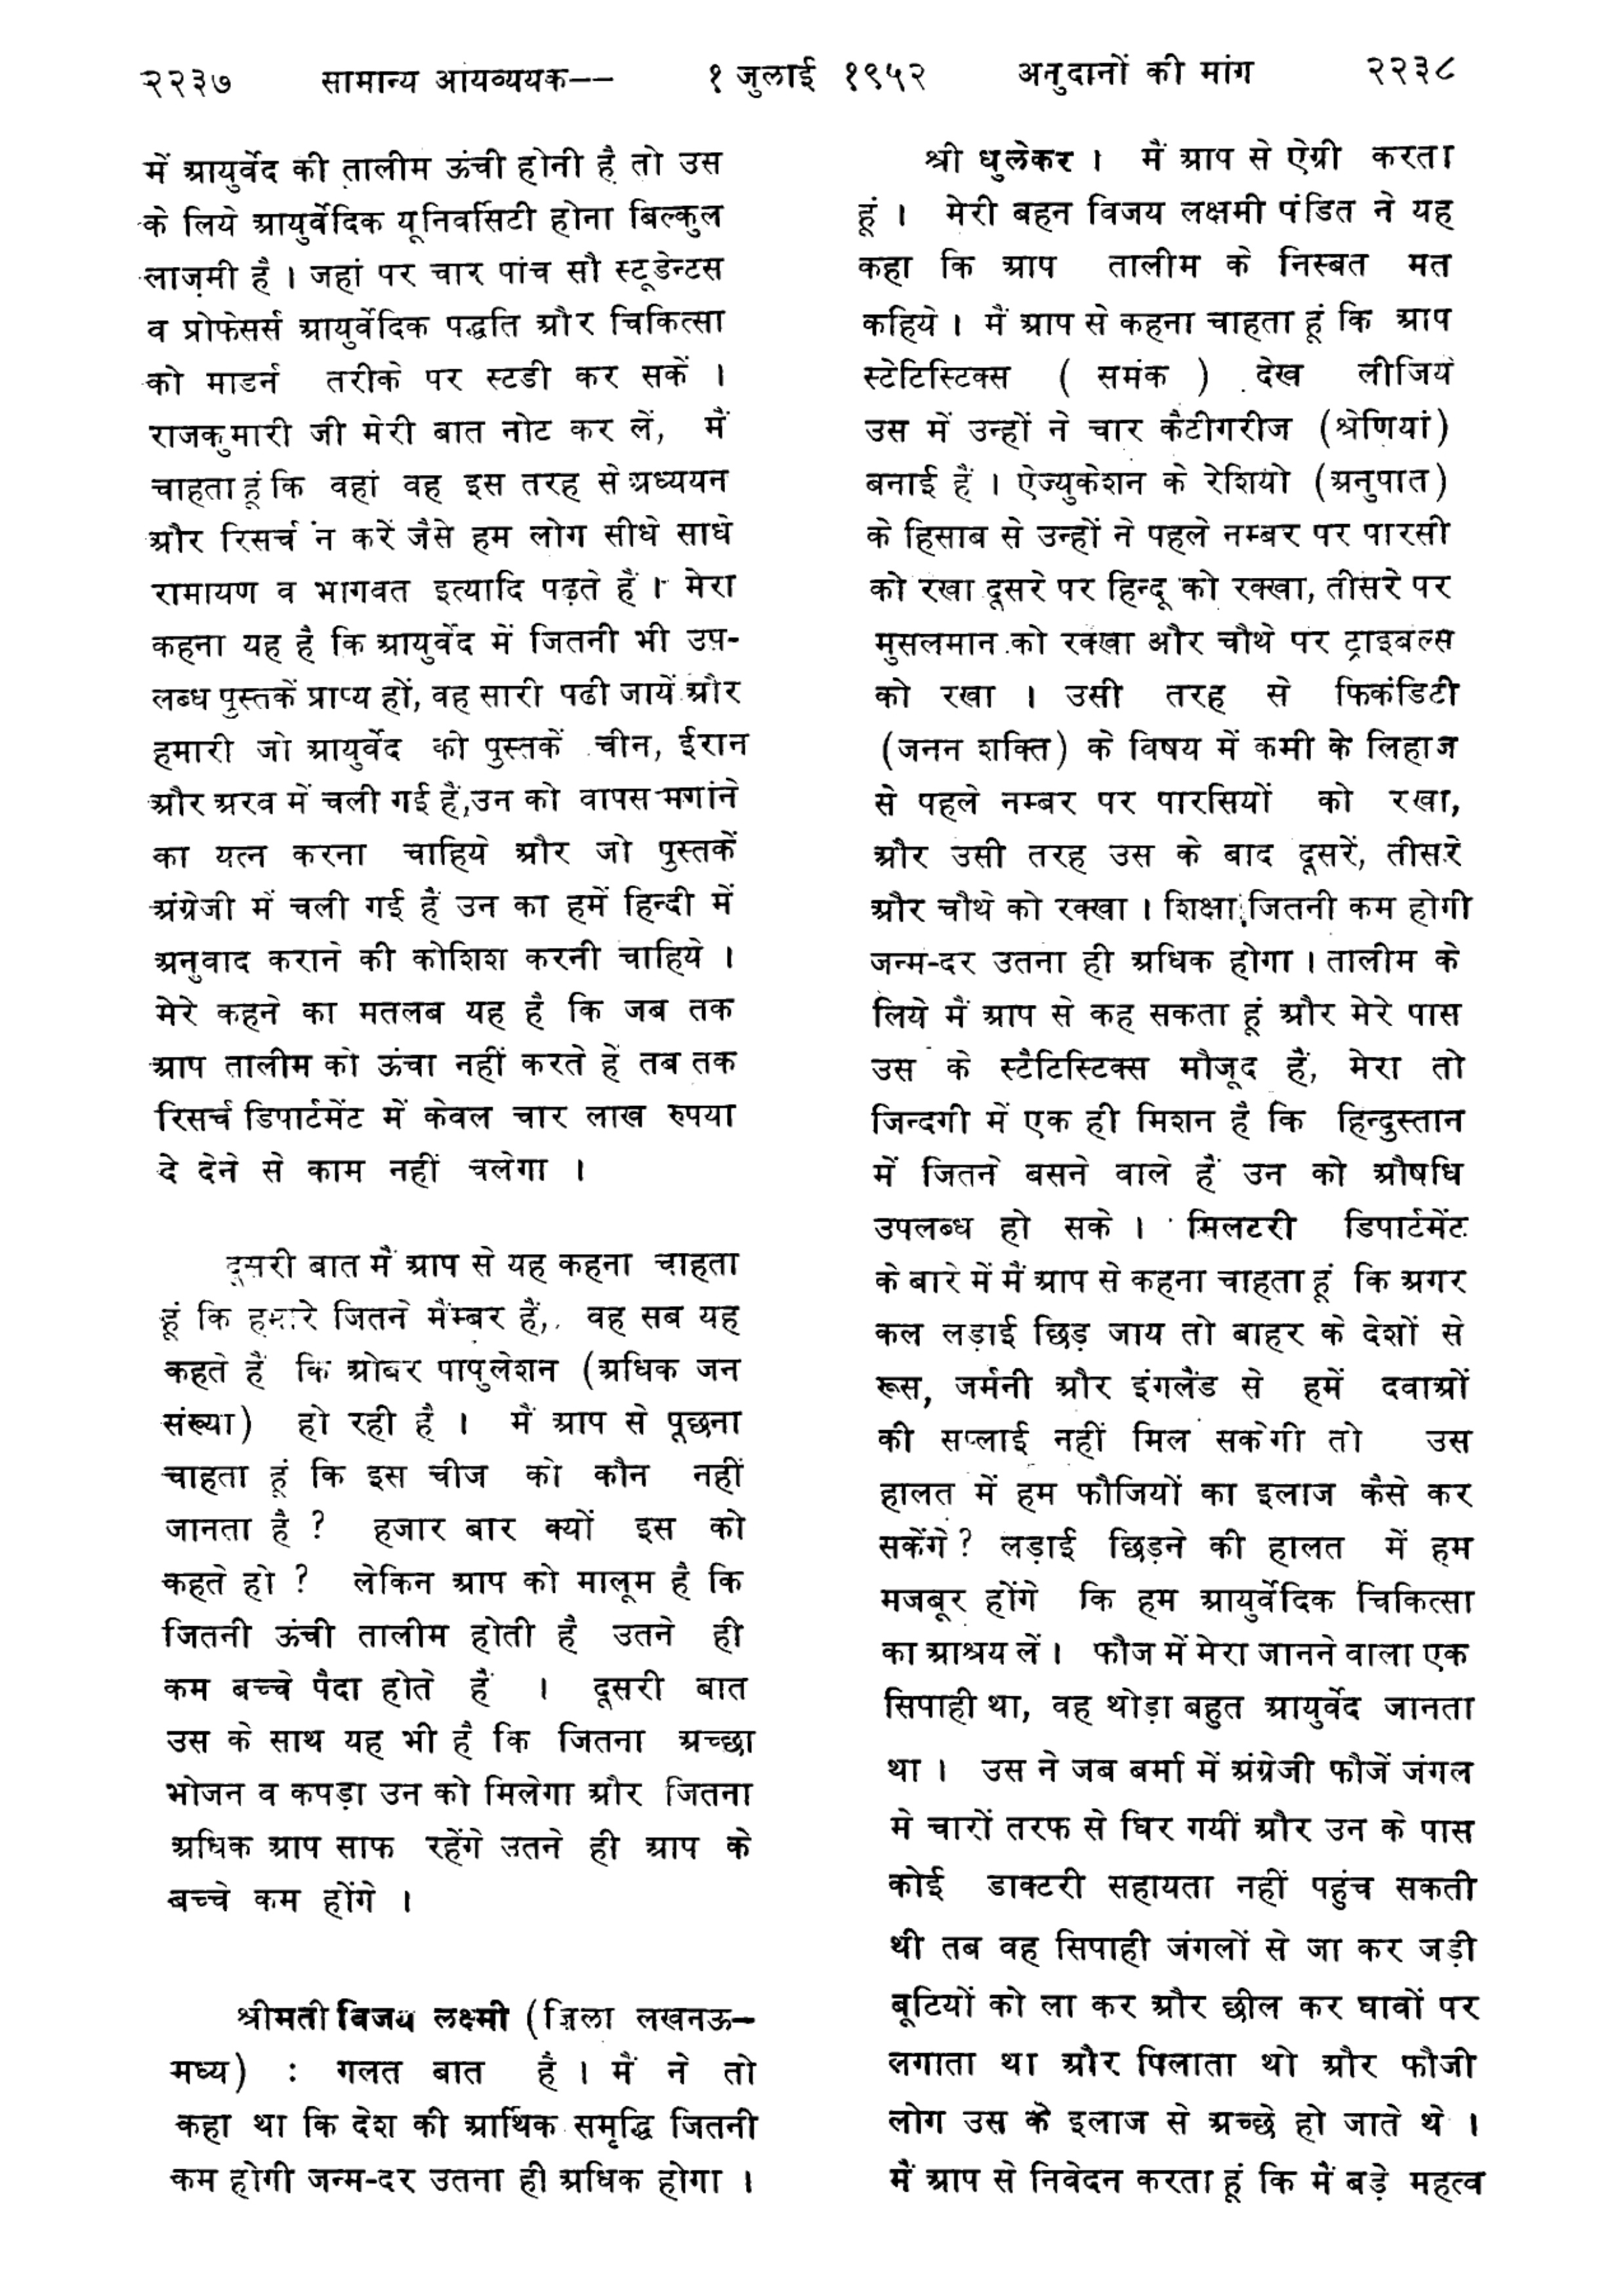 २२३७ सामान्य आयव्ययक-- १ जुलाई १९५२ अनुदानों की मांग २२३८
में आयुर्वेद की तालीम ऊंची होनी है तो उस
के लिये आयुर्वेदिक यूनिवर्सिटी होना बिल्कुल
लाज़मी है । जहां पर चार पांच सौ स्टूडेन्टस
व प्रोफेसर्स आयुर्वेदिक पद्धति और चिकित्सा
को माडर्न तरीके पर स्टडी कर सकें ।
राजकुमारी जी मेरी बात नोट कर लें, मैं
चाहता हूं कि वहां वह इस तरह से अध्ययन
और रिसर्च न करें जैसे हम लोग सीधे साधे
रामायण व भागवत इत्यादि पढ़ते हैं । मेरा
कहना यह है कि आयुर्वेद में जितनी भी उप-
लब्ध पुस्तकें प्राप्य हों, वह सारी पढी जायें और
हमारी जो आयुर्वेद की पुस्तकें चीन, ईरान
और अरव में चली गई हैं, उन को वापस मगांने
का यत्न करना चाहिये और जो पुस्तकें
अंग्रेजी में चली गई हैं उन का हमें हिन्दी में
अनुवाद कराने की कोशिश करनी चाहिये ।
मेरे कहने का मतलब यह है कि जब तक
आप तालीम को ऊंचा नहीं करते हें तब तक
रिसर्च डिपार्टमेंट में केवल चार लाख रुपया
दे देने से काम नहीं चलेगा ।
दूसरी बात मैं आप से यह कहना चाहता
हूं कि हमारे जितने मैंम्बर हैं, वह सब यह
कहते हैं कि ओबर पापुलेशन (अधिक जन
संख्या) हो रही है । मैं आप से पूछना
चाहता हूं कि इस चीज को कौन नहीं
जानता है ? हजार बार क्यों इस को
कहते हो ? लेकिन आप को मालूम है कि
जितनी ऊंची तालीम होती है उतने ही
कम बच्चे पैदा होते हैं । दूसरी बात
उस के साथ यह भी है कि जितना अच्छा
भोजन व कपड़ा उन को मिलेगा और जितना
अधिक आप साफ रहेंगे उतने ही आप के
बच्चे कम होंगे ।
श्रीमती विजय लक्ष्मी (ज़िला लखनऊ—
मध्य) : गलत बात है । मैं ने तो
कहा था कि देश की आर्थिक समृद्धि जितनी
कम होगी जन्म-दर उतना ही अधिक होगा ।
श्री धुलेकर । मैं आप से ऐग्री करता
हूं । मेरी बहन विजय लक्षमी पंडित ने यह
कहा कि आप तालीम के निस्बत मत
कहिये । मैं आप से कहना चाहता हूं कि आप
स्टेटिस्टिक्स ( समंक ) देख लीजिये
उस में उन्हों ने चार कैटीगरीज (श्रेणियां)
बनाई हैं । ऐज्युकेशन के रेशियो (अनुपात)
के हिसाब से उन्हों ने पहले नम्बर पर पारसी
को रखा दूसरे पर हिन्दू को रक्खा, तीसरे पर
मुसलमान को रक्खा और चौथे पर ट्राइबल्स
को रखा । उसी तरह से फिकंडिटी
(जनन शक्ति) के विषय में कमी के लिहाज
से पहले नम्बर पर पारसियों को रखा,
और उसी तरह उस के बाद दूसरें, तीसरे
और चौथे को रक्खा । शिक्षा जितनी कम होगी
जन्म-दर उतना ही अधिक होगा । तालीम के
लिये मैं आप से कह सकता हूं और मेरे पास
उस के स्टैटिस्टिक्स मौजूद हैं, मेरा तो
जिन्दगी में एक ही मिशन है कि हिन्दुस्तान
में जितने बसने वाले हैं उन को औषधि
उपलब्ध हो सके । मिलटरी डिपार्टमेंट
के बारे में मैं आप से कहना चाहता हूं कि अगर
कल लड़ाई छिड़ जाय तो बाहर के देशों से
रूस, जर्मनी और इंगलैंड से हमें दवाओं
की सप्लाई नहीं मिल सकेगी तो उस
हालत में हम फौजियों का इलाज कैसे कर
सकेंगे ? लड़ाई छिड़ने की हालत में हम
मजबूर होंगे कि हम आयुर्वेदिक चिकित्सा
का आश्रय लें । फौज में मेरा जानने वाला एक
सिपाही था, वह थोड़ा बहुत आयुर्वेद जानता
था । उस ने जब बर्मा में अंग्रेजी फौजें जंगल
मे चारों तरफ से घिर गयीं और उन के पास
कोई डाक्टरी सहायता नहीं पहुंच सकती
थी तब वह सिपाही जंगलों से जा कर जड़ी
बूटियों को ला कर और छील कर घावों पर
लगाता था और पिलाता थो और फौजी
लोग उस के इलाज से अच्छे हो जाते थे ।
मैं आप से निवेदन करता हूं कि मैं बड़े महत्व